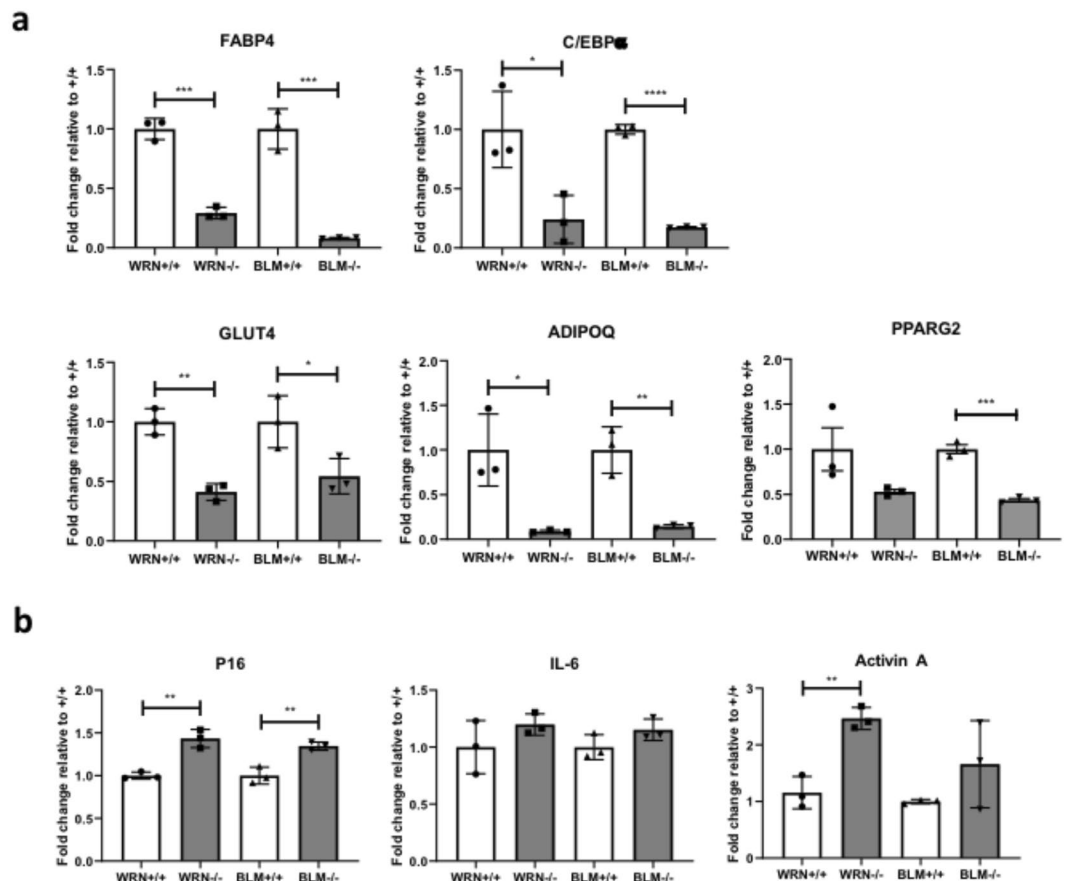 a
FABP4
Fold change relative to +/+
1.5
1.0
0.5
0.0
***
***
WRN+/+ WRN-/- BLM+/+ BLM-/-
Fold change relative to +/+
1.5
1.0
0.5
0.0
*
****
WRN+/+ WRN-/- BLM+/+ BLM-/-
GLUT4
Fold change relative to +/+
1.5
1.0
0.5
0.0
**
*
WRN+/+ WRN-/- BLM+/+ BLM-/-
ADIPOQ
Fold change relative to +/+
2.0
1.5
1.0
0.5
0.0
*
**
WRN+/+ WRN-/- BLM+/+ BLM-/-
PPARG2
Fold change relative to +/+
2.0
1.5
1.0
0.5
0.0
***
WRN+/+ WRN-/- BLM+/+ BLM-/-
b
P16
Fold change relative to +/+
2.0
1.5
1.0
0.5
0.0
**
**
WRN+/+ WRN-/- BLM+/+ BLM-/-
IL-6
Fold change relative to +/+
1.5
1.0
0.5
0.0
WRN+/+ WRN-/- BLM+/+ BLM-/-
Activin A
Fold change relative to +/+
3
2
1
0
**
WRN+/+ WRN-/- BLM+/+ BLM-/-